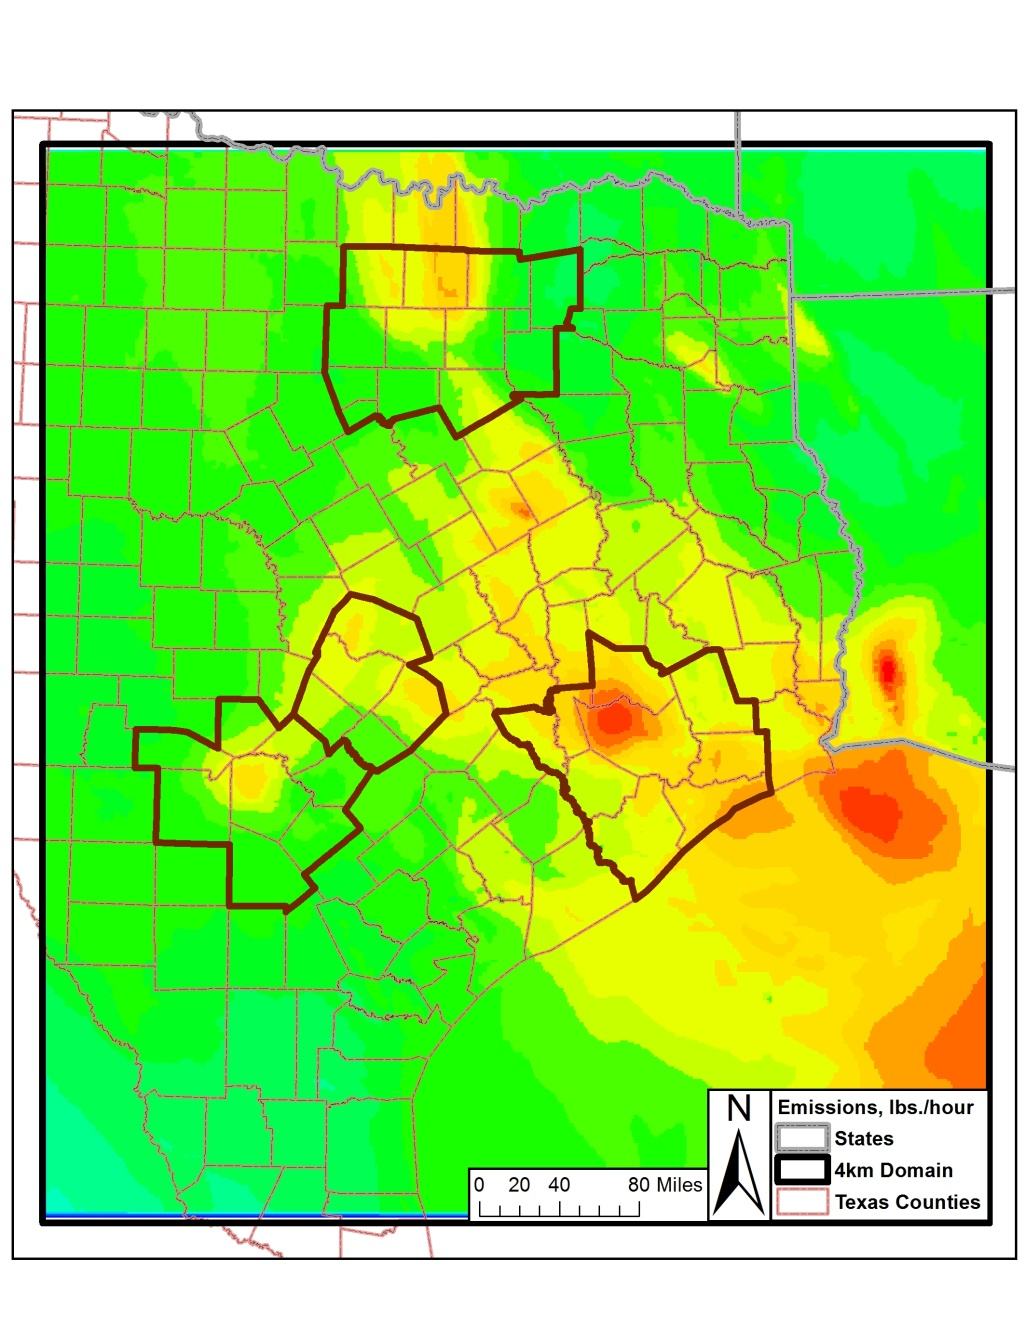 N
Emissions, lbs./hour
States
4km Domain
Texas Counties
0 20 40 80 Miles